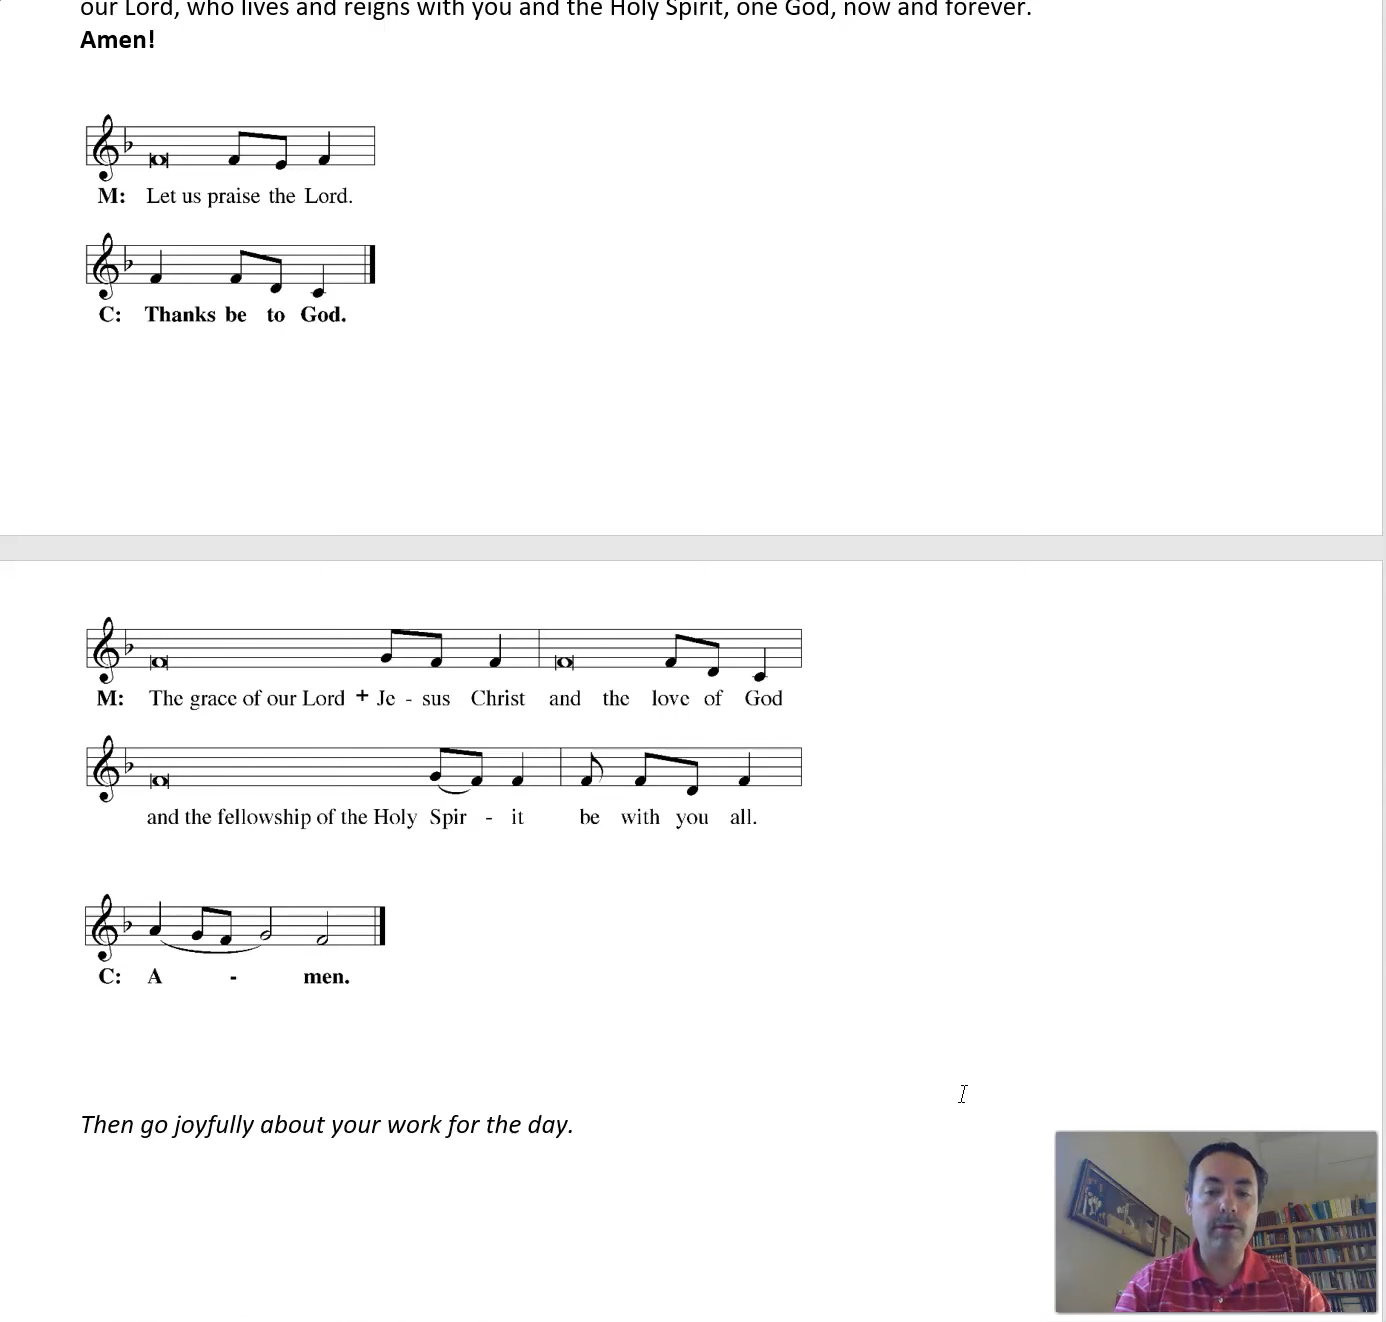 our Lord, who lives and reigns with you and the Holy Spirit, one God, now and forever.
Amen!
M: Let us praise the Lord.
C: Thanks be to God.
M: The grace of our Lord + Je - sus Christ and the love of God
and the fellowship of the Holy Spir - it be with you all.
C: A - men.
Then go joyfully about your work for the day.